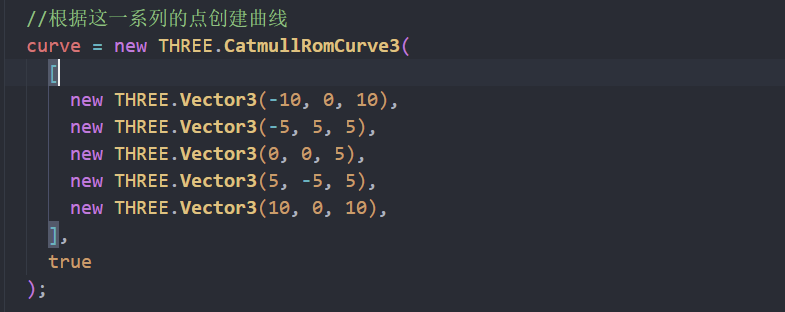 //根据这一系列的点创建曲线
curve = new THREE.CatmullRomCurve3(
[
new THREE.Vector3(-10, 0, 10),
new THREE.Vector3(-5, 5, 5),
new THREE.Vector3(0, 0, 5),
new THREE.Vector3(5, -5, 5),
new THREE.Vector3(10, 0, 10),
],
true
);